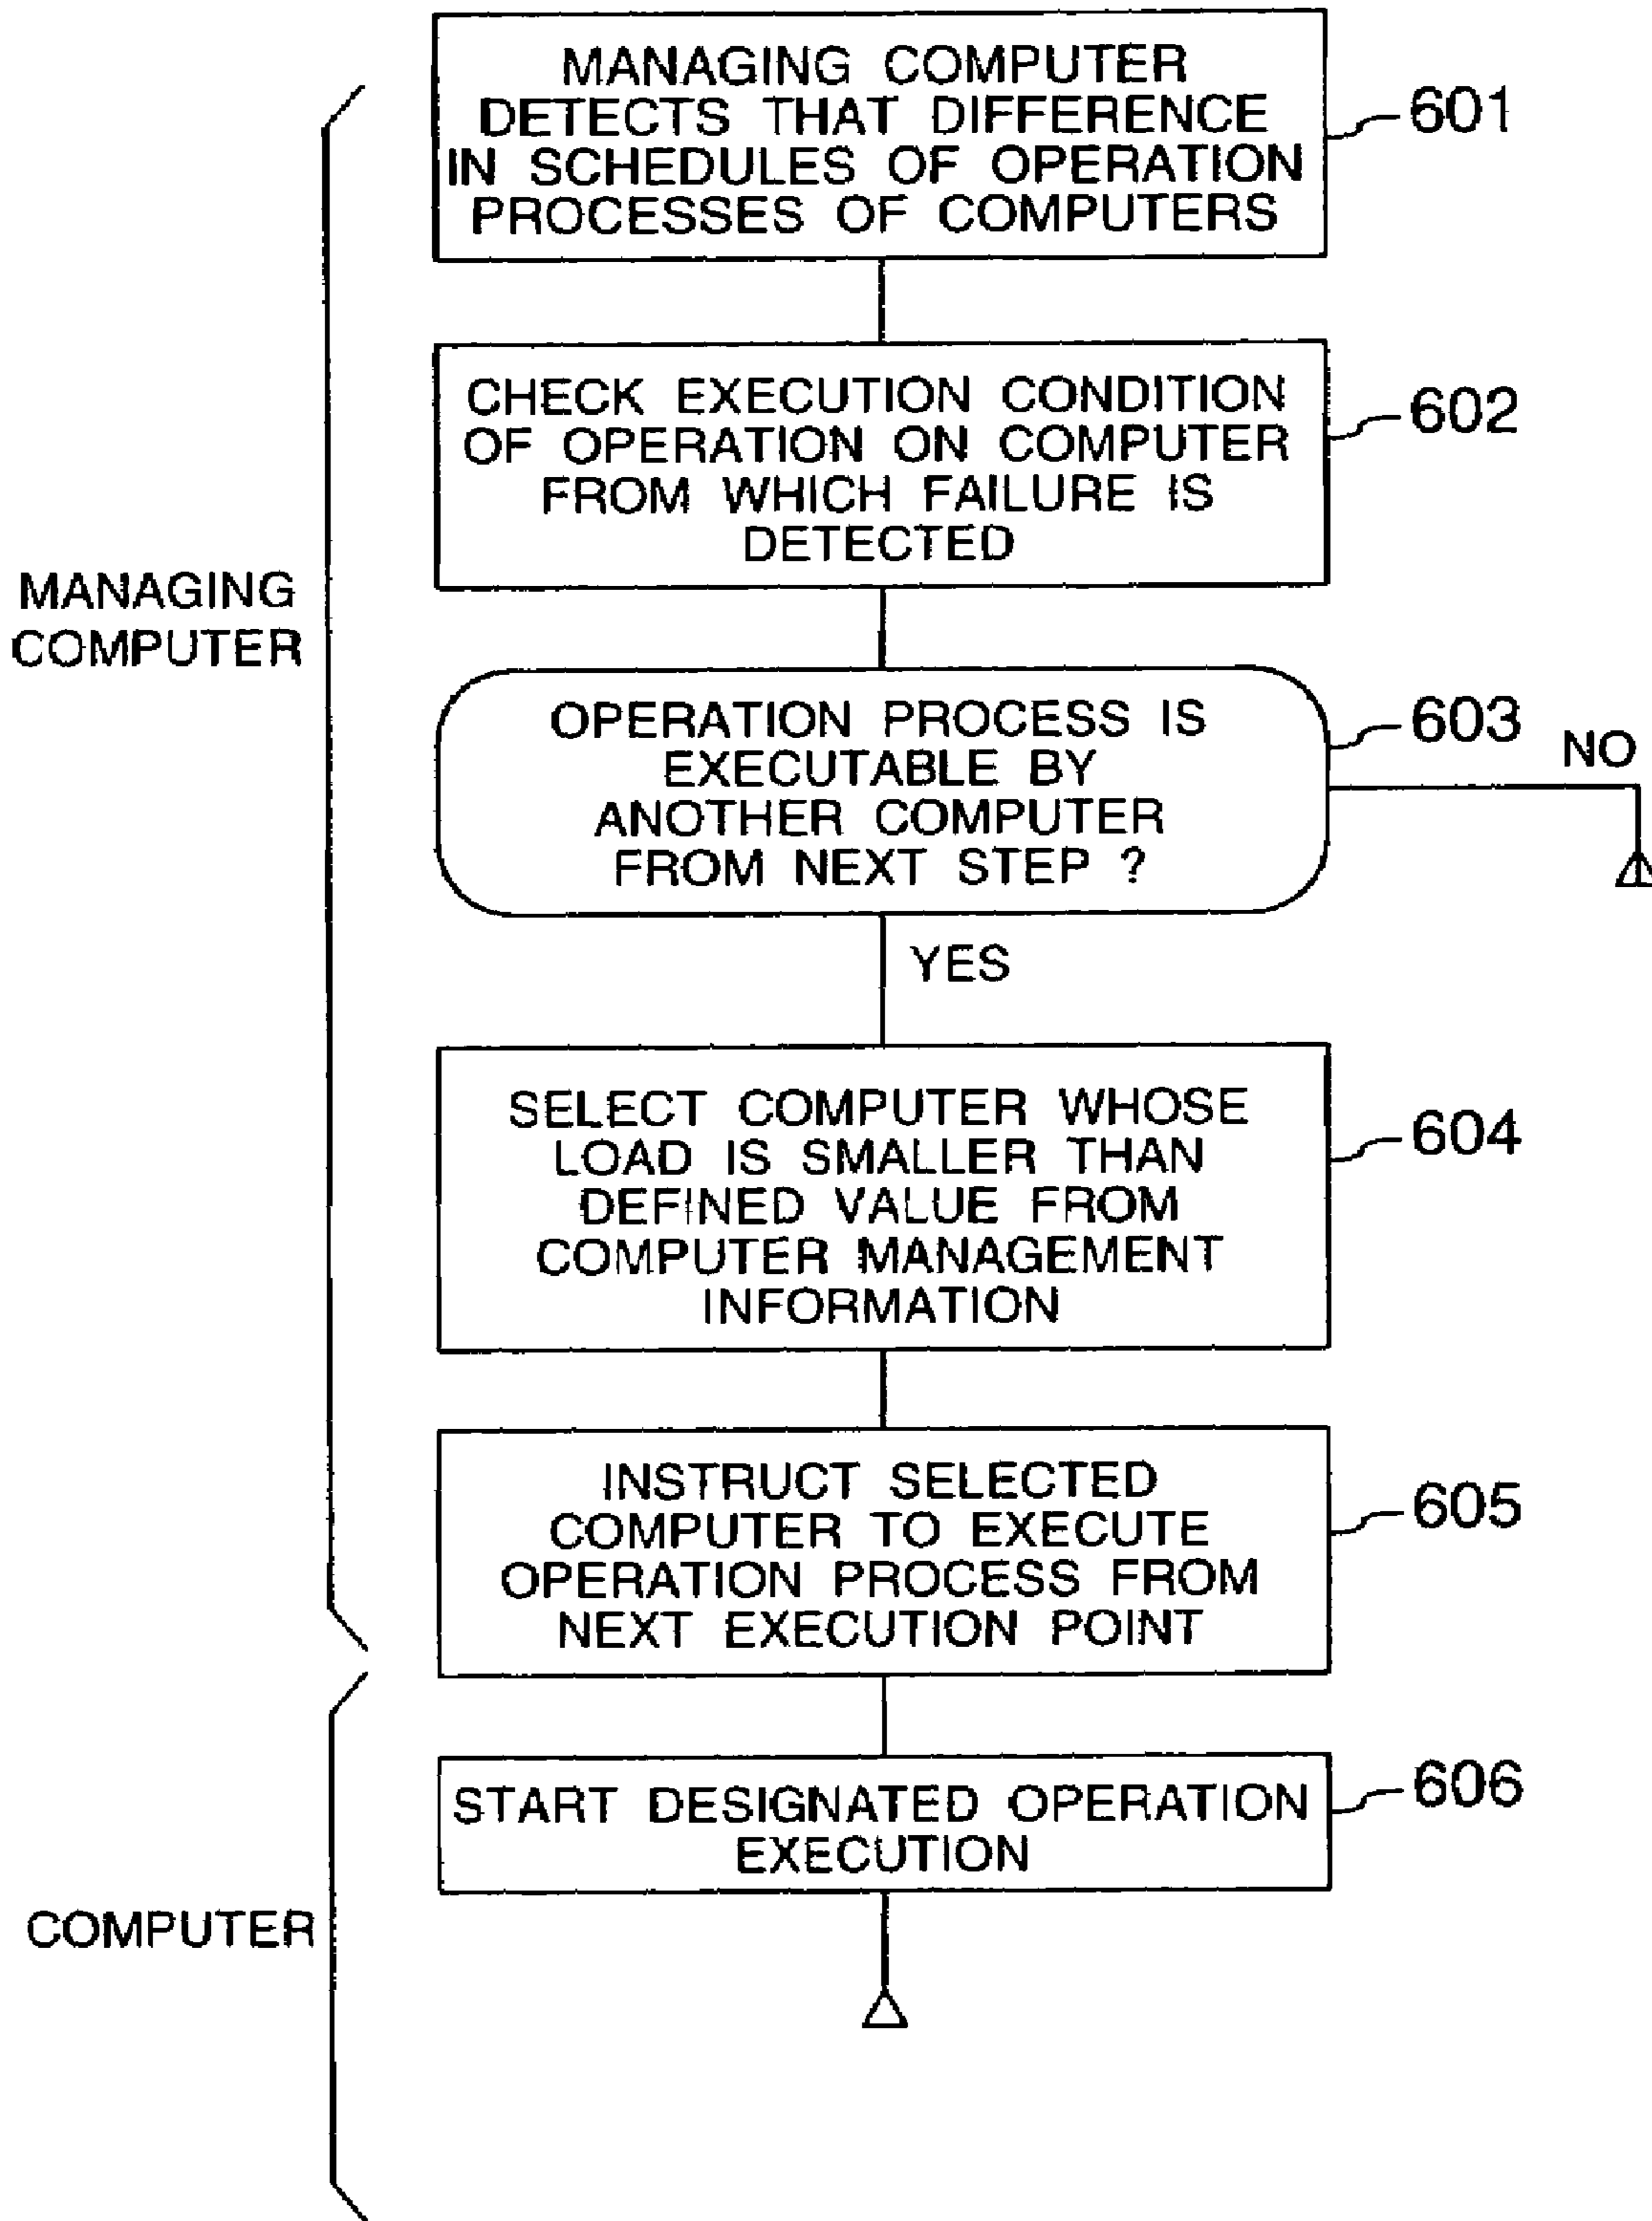 MANAGING COMPUTER
DETECTS THAT DIFFERENCE
IN SCHEDULES OF OPERATION
PROCESSES OF COMPUTERS
601
CHECK EXECUTION CONDITION
OF OPERATION ON COMPUTER
FROM WHICH FAILURE IS
DETECTED
602
MANAGING
COMPUTER
OPERATION PROCESS IS
EXECUTABLE BY
ANOTHER COMPUTER
FROM NEXT STEP ?
603
NO
YES
SELECT COMPUTER WHOSE
LOAD IS SMALLER THAN
DEFINED VALUE FROM
COMPUTER MANAGEMENT
INFORMATION
604
INSTRUCT SELECTED
COMPUTER TO EXECUTE
OPERATION PROCESS FROM
NEXT EXECUTION POINT
605
START DESIGNATED OPERATION
EXECUTION
606
COMPUTER